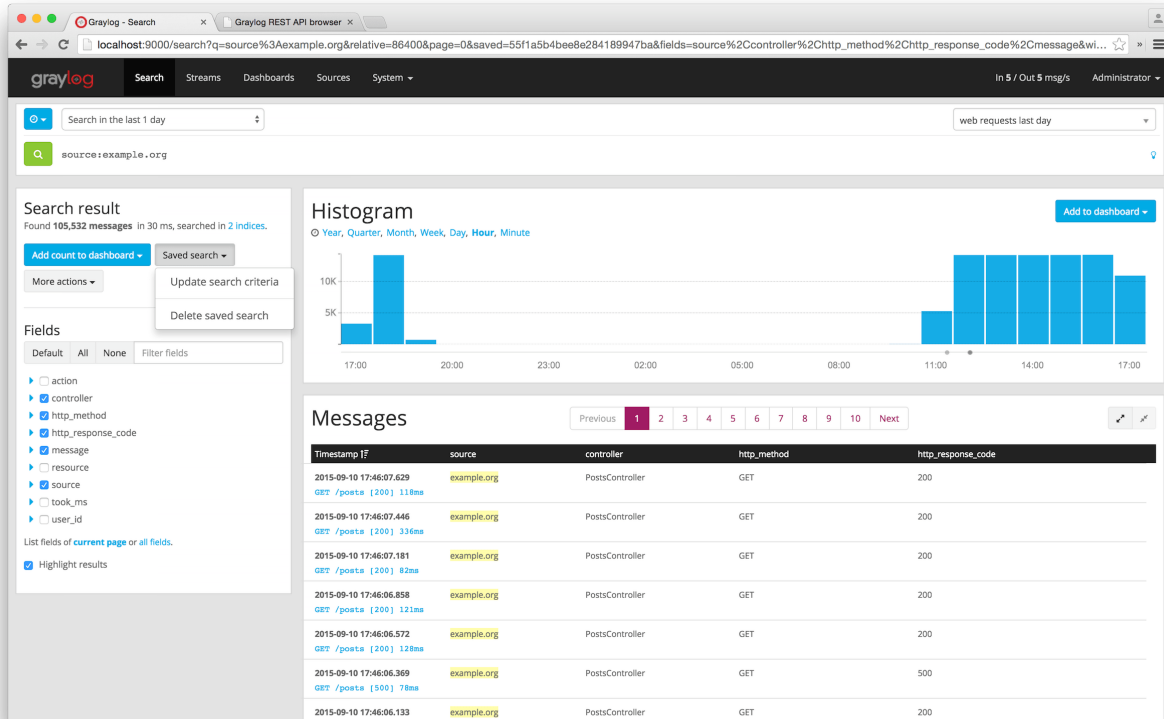 Graylog - Search × Graylog REST API browser ×
localhost:9000/search?q=source%3Aexample.org&relative=86400&page=0&saved=55f1a5b4bee8e284189947ba&fields=source%2Ccontroller%2Chttp_method%2Chttp_response_code%2Cmessage&wi... »
graylog Search Streams Dashboards Sources System In 5 / Out 5 msg/s Administrator
Search in the last 1 day web requests last day
source:example.org
Search result
Found 105,532 messages in 30 ms, searched in 2 indices.
Add count to dashboard Saved search
Update search criteria
More actions
Delete saved search
Fields
Default All None Filter fields
action
controller
http_method
http_response_code
message
resource
source
took_ms
user_id
List fields of current page or all fields.
Highlight results
Histogram Add to dashboard
Year, Quarter, Month, Week, Day, Hour, Minute
10K
5K
17:00 20:00 23:00 02:00 05:00 08:00 11:00 14:00 17:00
Messages Previous 1 2 3 4 5 6 7 8 9 10 Next
Timestamp source controller http_method http_response_code
2015-09-10 17:46:07.629 example.org PostsController GET 200
GET /posts [200] 118ms
2015-09-10 17:46:07.446 example.org PostsController GET 200
GET /posts [200] 336ms
2015-09-10 17:46:07.181 example.org PostsController GET 200
GET /posts [200] 82ms
2015-09-10 17:46:06.858 example.org PostsController GET 200
GET /posts [200] 121ms
2015-09-10 17:46:06.572 example.org PostsController GET 200
GET /posts [200] 128ms
2015-09-10 17:46:06.369 example.org PostsController GET 500
GET /posts [500] 78ms
2015-09-10 17:46:06.133 example.org PostsController GET 200